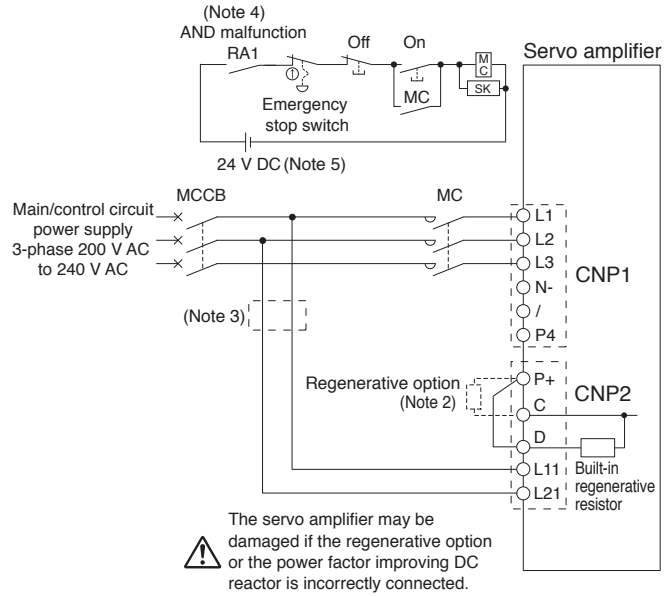 (Note 4)
AND malfunction
RA1
Off
On
MC
SK
MC
Emergency
stop switch
24 V DC (Note 5)
Servo amplifier
MCCB
MC
Main/control circuit
power supply
3-phase 200 V AC
to 240 V AC
L1
L2
L3
N-
/
P4
CNP1
(Note 3)
Regenerative option
(Note 2)
P+
C
D
L11
L21
CNP2
Built-in
regenerative
resistor
The servo amplifier may be
damaged if the regenerative option
or the power factor improving DC
reactor is incorrectly connected.